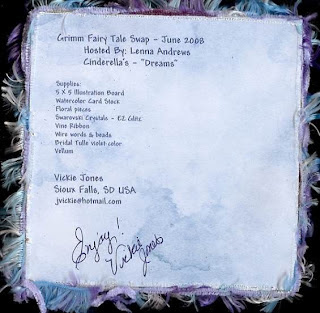 Grimm Fairy Tale Swap - June 2008
Hosted By: Lenna Andrews
Cinderella's - "Dreams"
Supplies:
5 X 5 Illustration Board
Watercolor Card Stock
Floral pieces
Swarovski Crystals - EZ Glitz
Vine Ribbon
Wire words & beads
Bridal Tulle violet color
Vellum
Vickie Jones
Sioux Falls, SD USA
jvickie@hotmail.com
Enjoy!
Vickie Jones